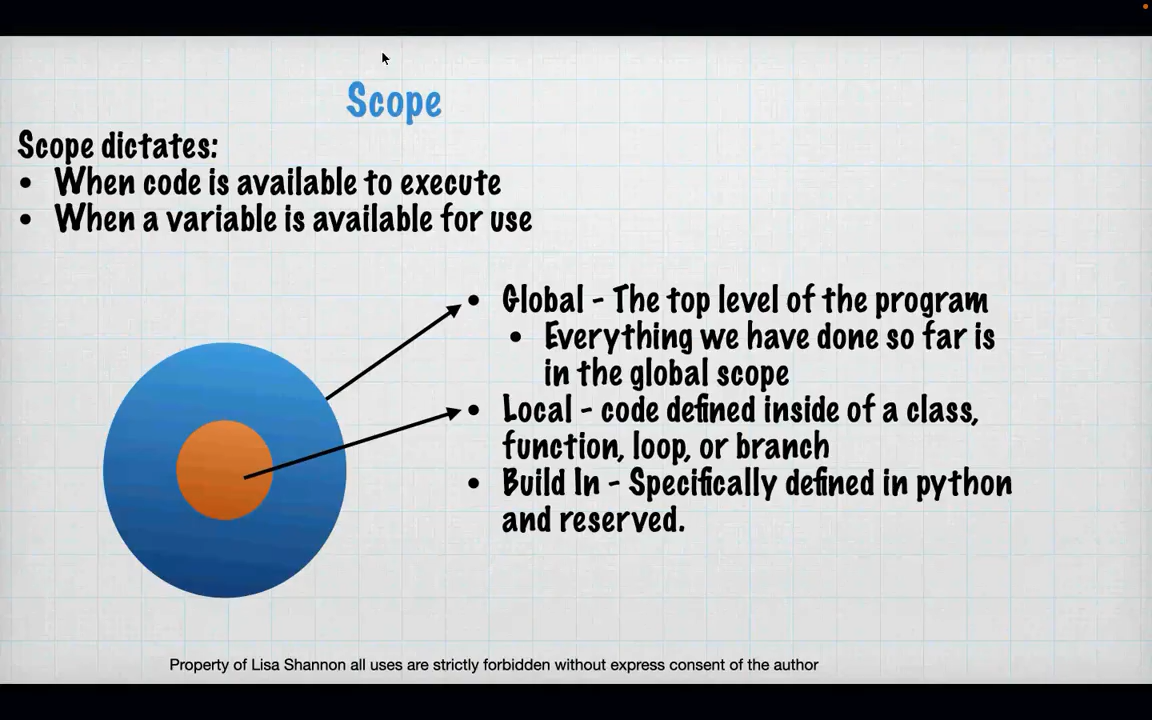 Scope
Scope dictates:
• When code is available to execute
• When a variable is available for use
• Global - The top level of the program
• Everything we have done so far is
in the global scope
• Local - code defined inside of a class,
function, loop, or branch
• Build In - Specifically defined in python
and reserved.
Property of Lisa Shannon all uses are strictly forbidden without express consent of the author